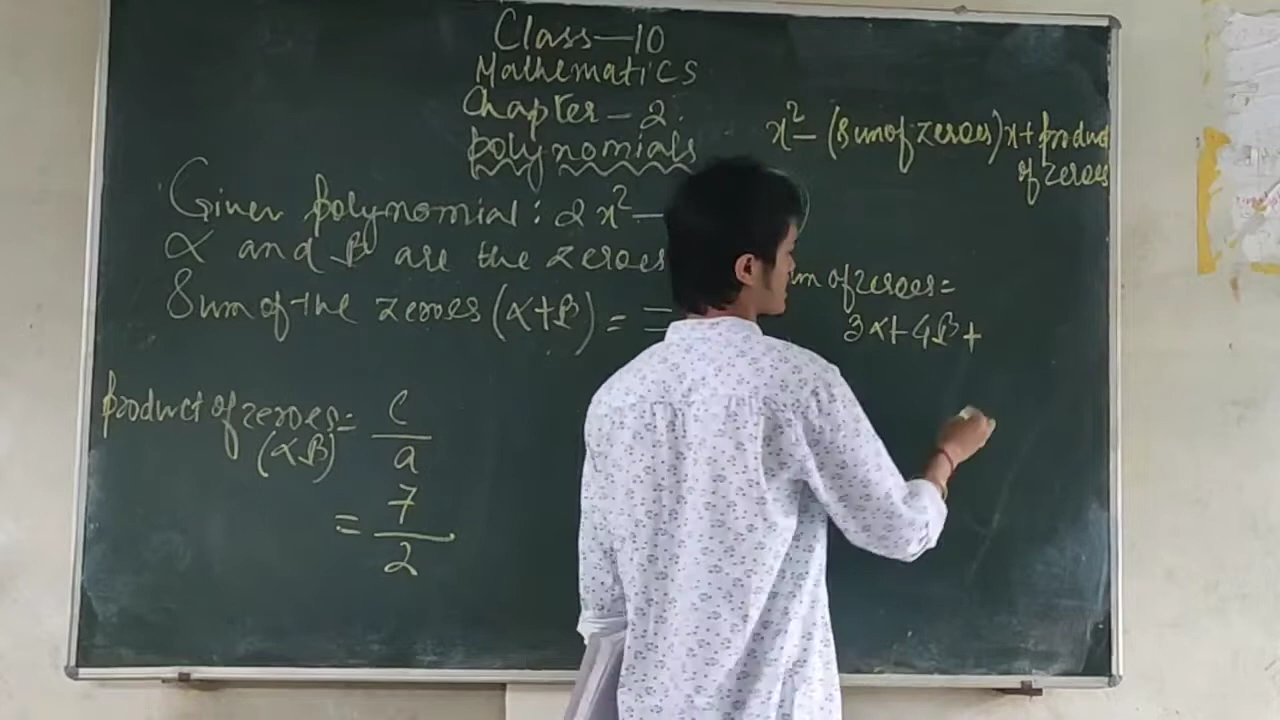 Class—10
Mathematics
Chapter – 2.
polynomials
x² – (Sum of zeroes)x + product
of zeroes
Given polynomial : 2x² –
α and β are the zeroes
Sum of the zeroes (α+β) = =
Sum of zeroes =
3α+4β+
product of zeroes = c
(αβ) a
= 7
2